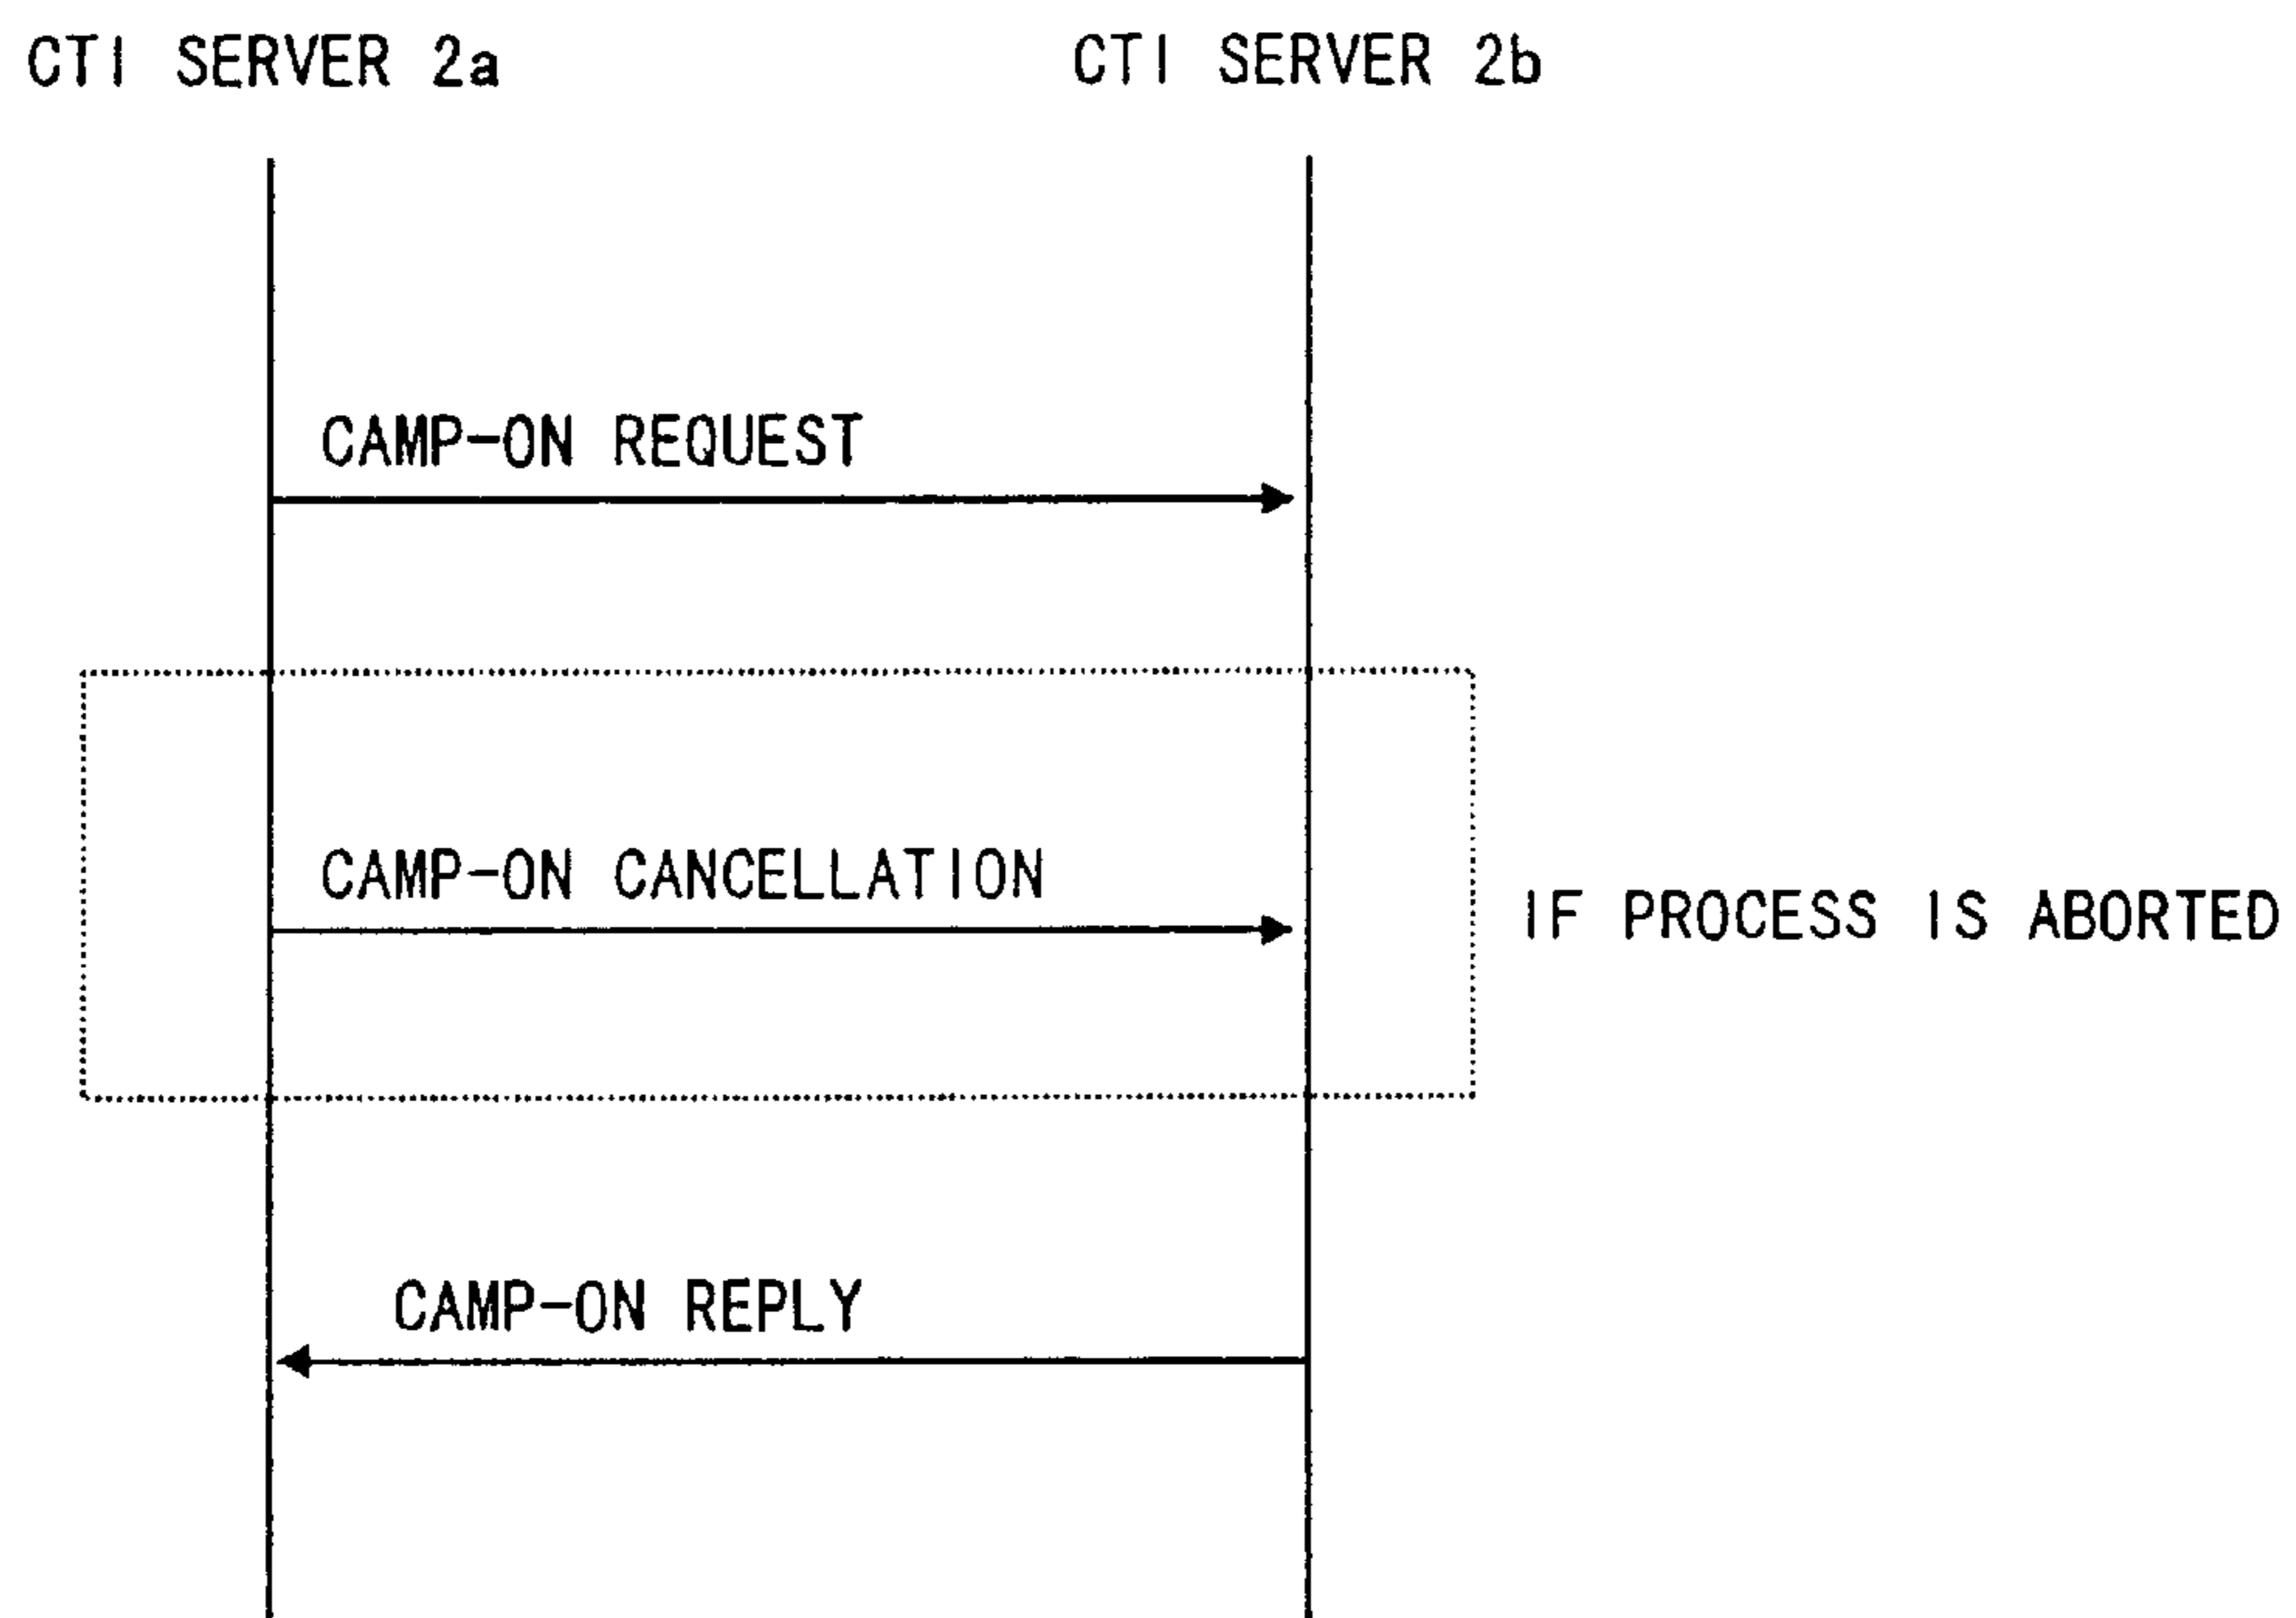 CTI SERVER 2a
CTI SERVER 2b
CAMP-ON REQUEST
CAMP-ON CANCELLATION
IF PROCESS IS ABORTED
CAMP-ON REPLY